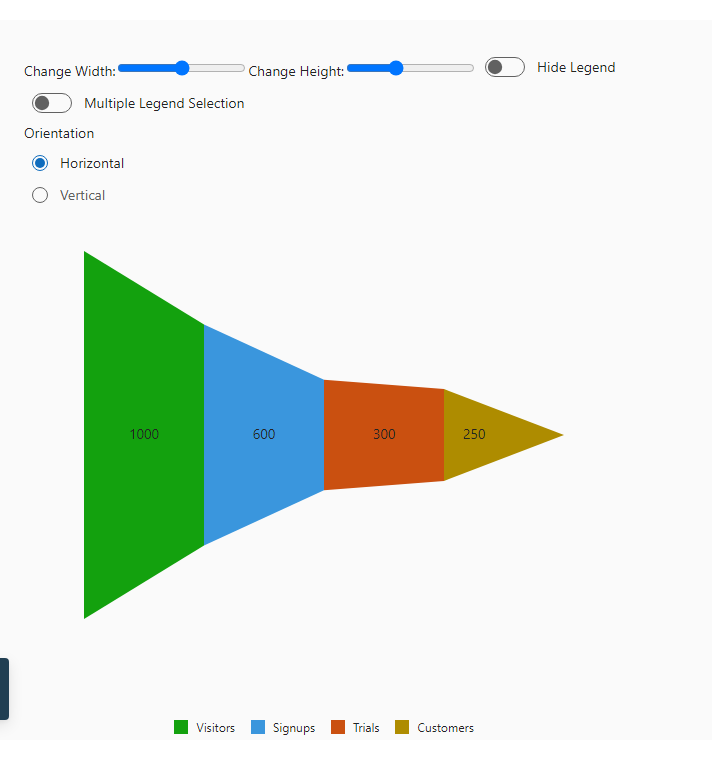 Change Width: Change Height: Hide Legend
Multiple Legend Selection
Orientation
Horizontal
Vertical
1000 600 300 250
Visitors Signups Trials Customers